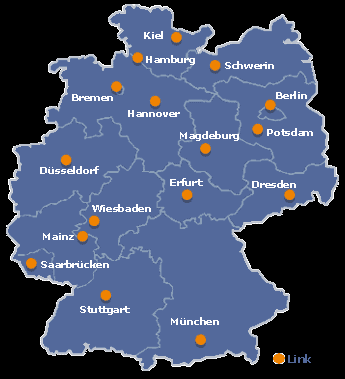 Kiel
Hamburg
Schwerin
Bremen
Berlin
Hannover
Potsdam
Magdeburg
Düsseldorf
Erfurt
Dresden
Wiesbaden
Mainz
Saarbrücken
Stuttgart
München
Link